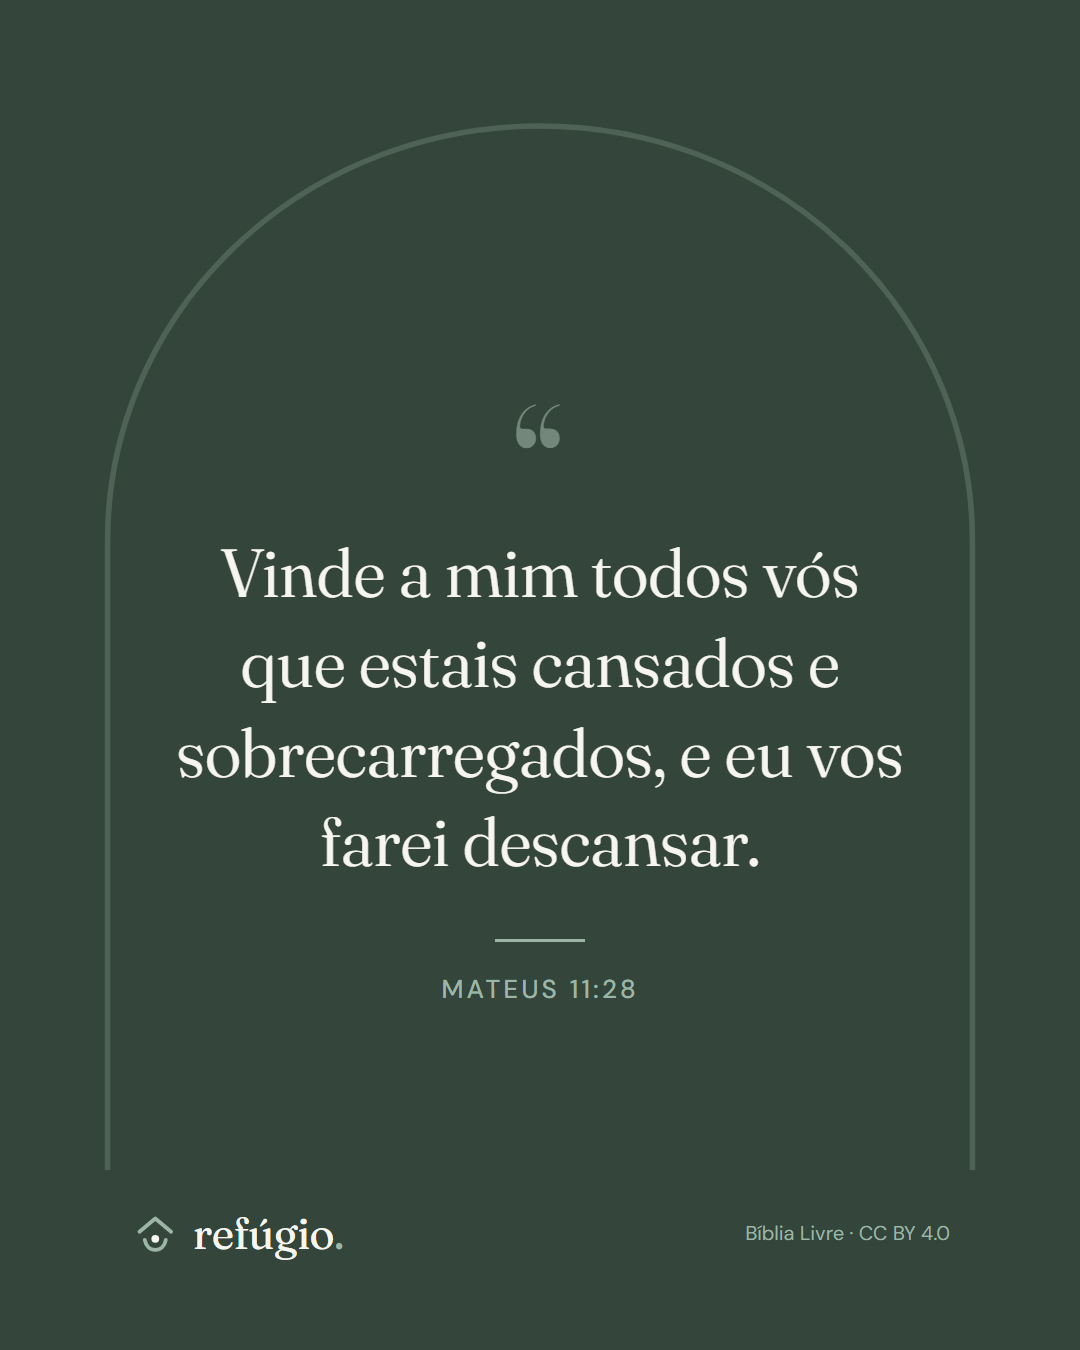 “
Vinde a mim todos vós
que estais cansados e
sobrecarregados, e eu vos
farei descansar.
MATEUS 11:28
refúgio.
Bíblia Livre · CC BY 4.0